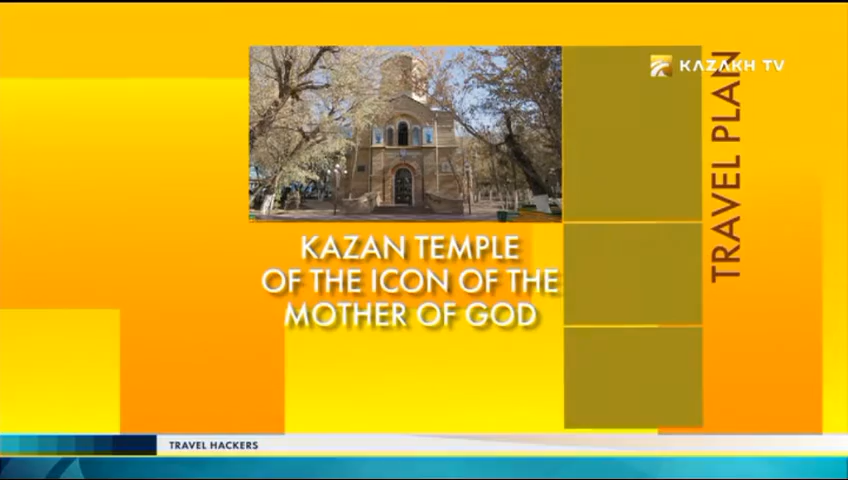 KAZAKH TV
TRAVEL PLAN
KAZAN TEMPLE
OF THE ICON OF THE
MOTHER OF GOD
TRAVEL HACKERS